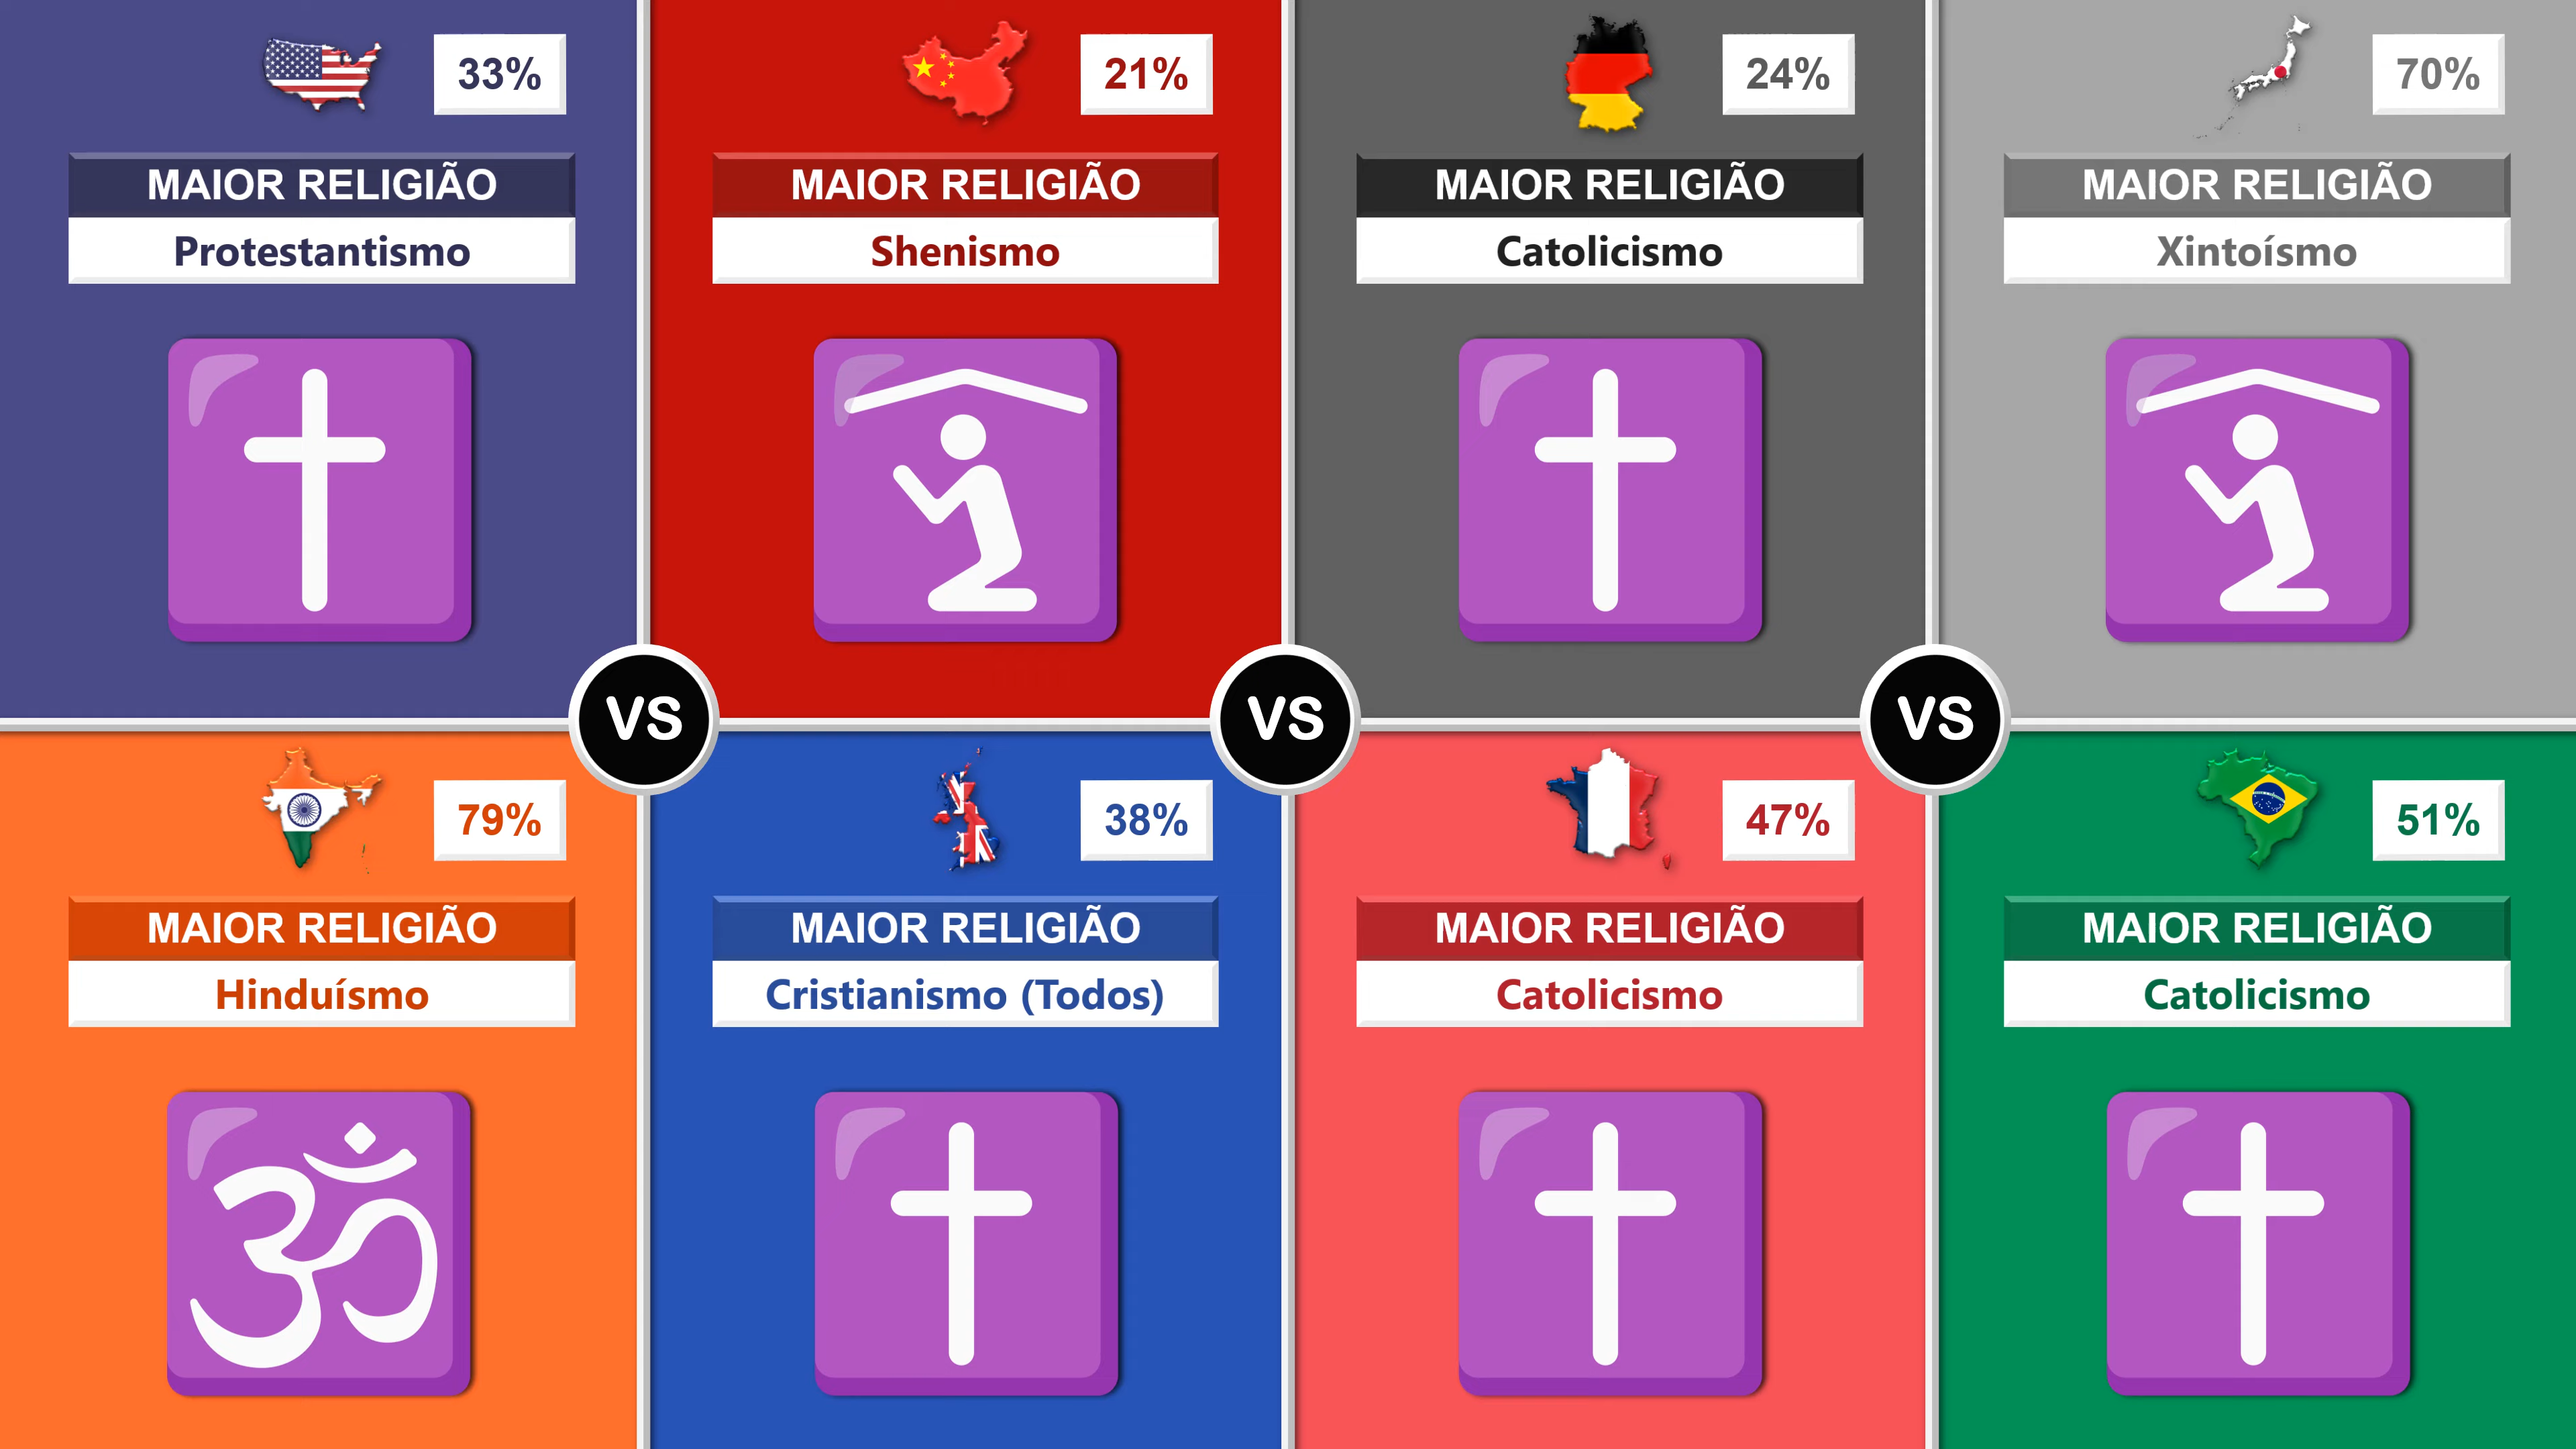 33%
MAIOR RELIGIÃO
Protestantismo
21%
MAIOR RELIGIÃO
Shenismo
24%
MAIOR RELIGIÃO
Catolicismo
70%
MAIOR RELIGIÃO
Xintoísmo
VS
VS
VS
79%
MAIOR RELIGIÃO
Hinduísmo
38%
MAIOR RELIGIÃO
Cristianismo (Todos)
47%
MAIOR RELIGIÃO
Catolicismo
51%
MAIOR RELIGIÃO
Catolicismo
ॐ